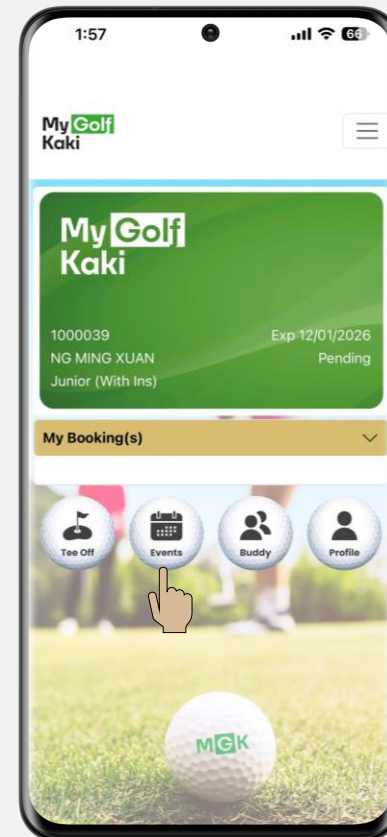 1:57
66
My Golf
Kaki
My Golf
Kaki
1000039
Exp 12/01/2026
NG MING XUAN
Pending
Junior (With Ins)
My Booking(s)
Tee Off
Events
Buddy
Profile
MGK